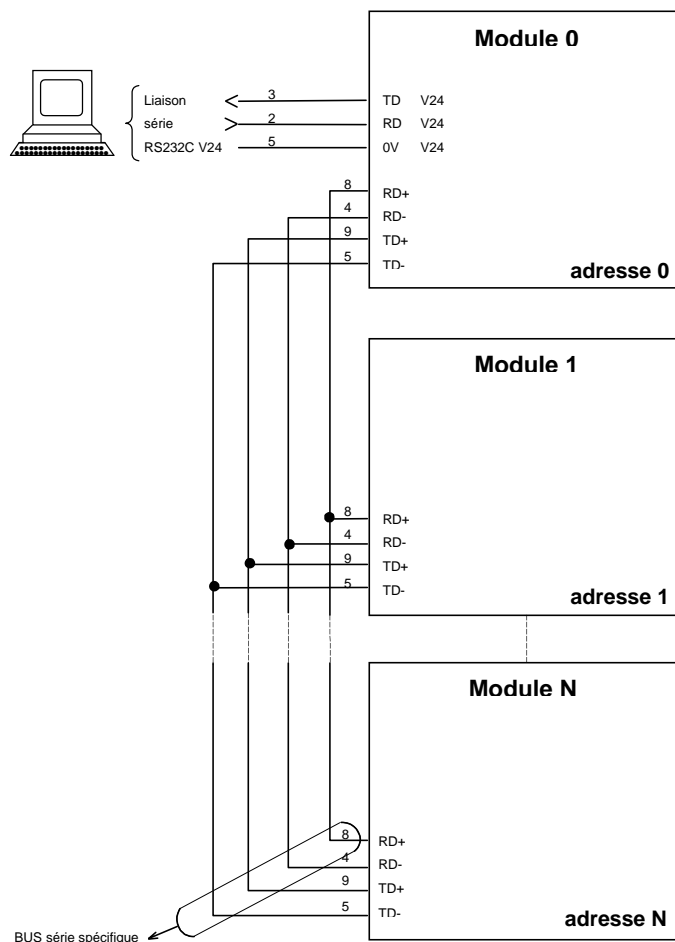 Module 0
Liaison 3 TD V24
série 2 RD V24
RS232C V24 5 0V V24
8 RD+
4 RD-
9 TD+
5 TD-
adresse 0
Module 1
8 RD+
4 RD-
9 TD+
5 TD-
adresse 1
Module N
8 RD+
4 RD-
9 TD+
5 TD-
adresse N
BUS série spécifique